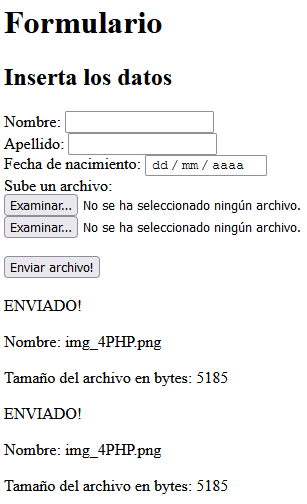 Formulario
Inserta los datos
Nombre:
Apellido:
Fecha de nacimiento: dd / mm / aaaa
Sube un archivo:
Examinar... No se ha seleccionado ningún archivo.
Examinar... No se ha seleccionado ningún archivo.
Enviar archivo!
ENVIADO!
Nombre: img_4PHP.png
Tamaño del archivo en bytes: 5185
ENVIADO!
Nombre: img_4PHP.png
Tamaño del archivo en bytes: 5185